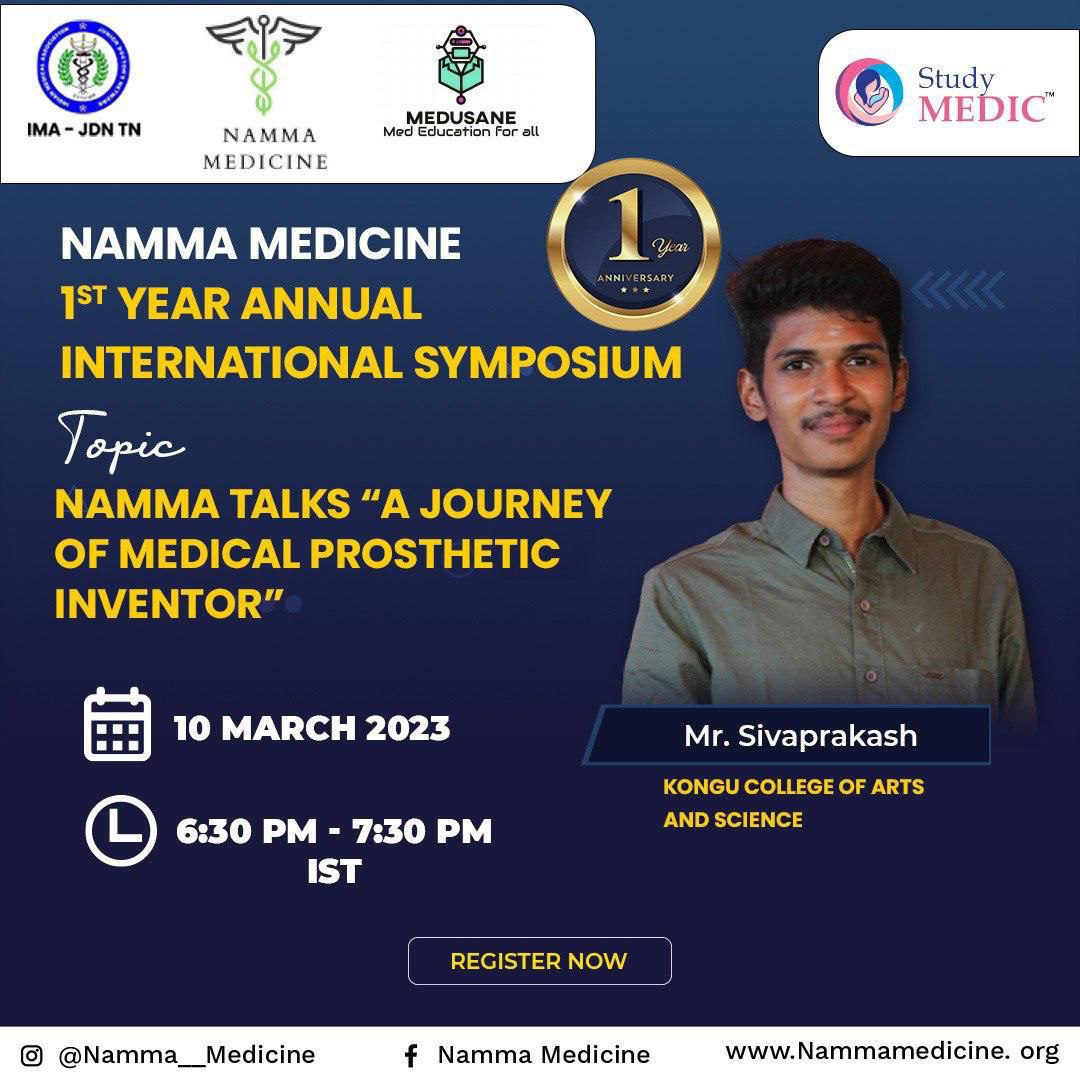 IMA - JDN TN
NAMMA
MEDICINE
MEDUSANE
Med Education for all
Study
MEDIC™
NAMMA MEDICINE
1ST YEAR ANNUAL
INTERNATIONAL SYMPOSIUM
1 Year
ANNIVERSARY
Topic
NAMMA TALKS “A JOURNEY
OF MEDICAL PROSTHETIC
INVENTOR”
10 MARCH 2023
6:30 PM - 7:30 PM
IST
Mr. Sivaprakash
KONGU COLLEGE OF ARTS
AND SCIENCE
REGISTER NOW
@Namma__Medicine
Namma Medicine
www.Nammamedicine. org